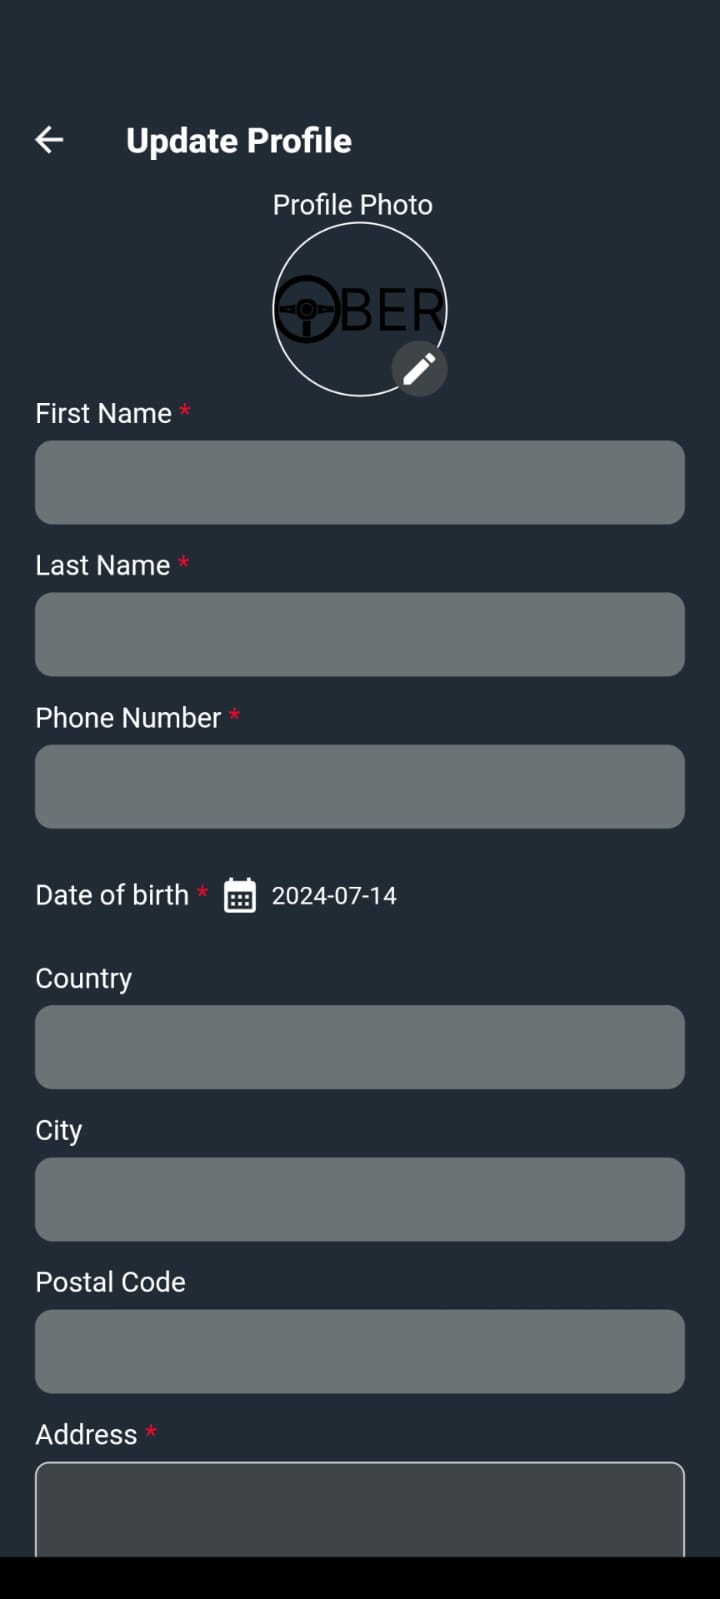 Update Profile
Profile Photo
BER
First Name *
Last Name *
Phone Number *
Date of birth * 2024-07-14
Country
City
Postal Code
Address *